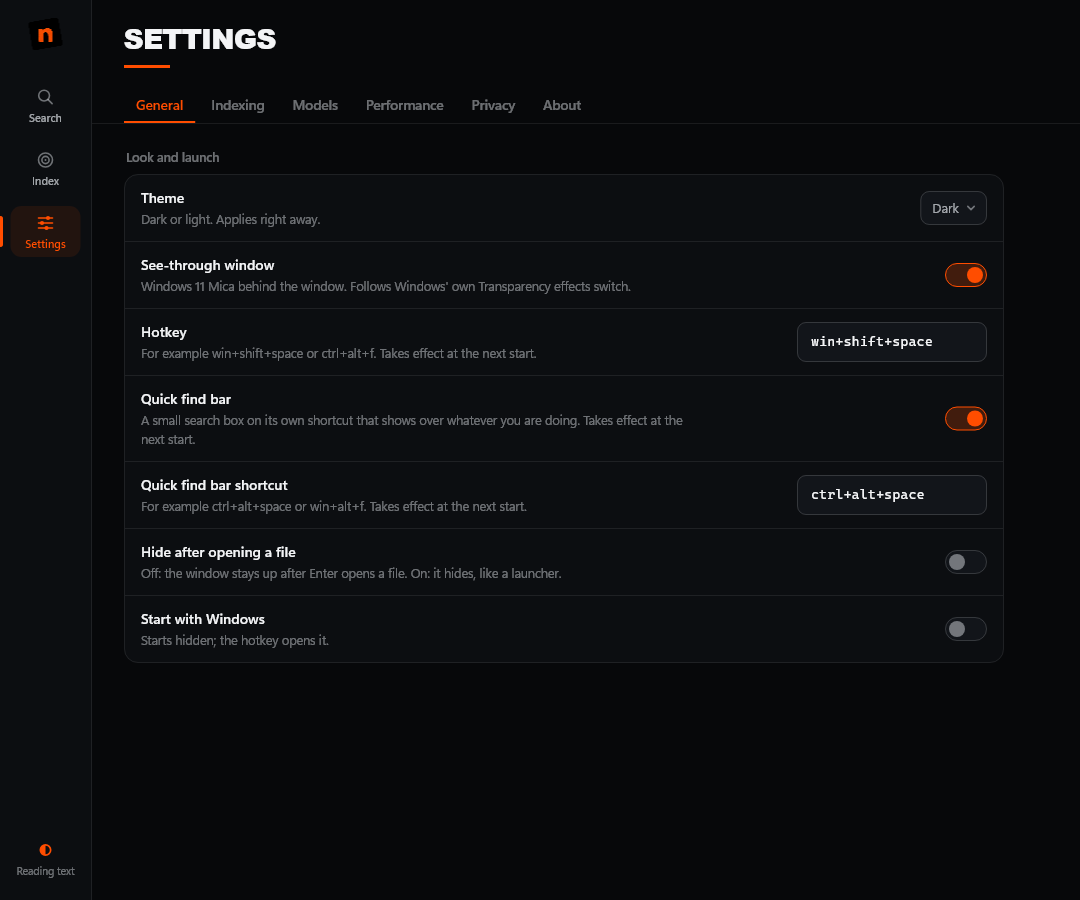 n
SETTINGS
Search
Index
Settings
General Indexing Models Performance Privacy About
Look and launch
Theme
Dark or light. Applies right away.
Dark
See-through window
Windows 11 Mica behind the window. Follows Windows' own Transparency effects switch.
Hotkey
For example win+shift+space or ctrl+alt+f. Takes effect at the next start.
win+shift+space
Quick find bar
A small search box on its own shortcut that shows over whatever you are doing. Takes effect at the
next start.
Quick find bar shortcut
For example ctrl+alt+space or win+alt+f. Takes effect at the next start.
ctrl+alt+space
Hide after opening a file
Off: the window stays up after Enter opens a file. On: it hides, like a launcher.
Start with Windows
Starts hidden; the hotkey opens it.
Reading text